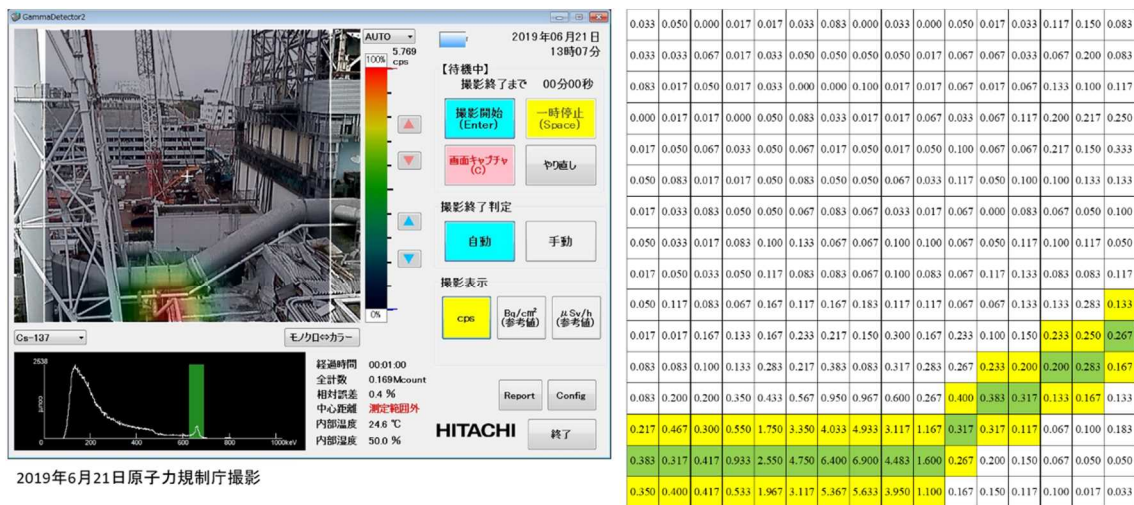 GammaDetector2
AUTO
100%
5.769
cps
0%
2019年06月21日
13時07分
【待機中】
撮影終了まで 00分00秒
撮影開始
(Enter)
一時停止
(Space)
画面キャプチャ
(C)
やり直し
撮影終了判定
自動
手動
撮影表示
cps
Bq/cm²
(参考値)
μSv/h
(参考値)
Cs-137
モノクロ⇔カラー
2638
count
0
0 200 400 600 800 1000keV
経過時間 00:01:00
全計数 0.169Mcount
相対誤差 0.4 %
中心距離 測定範囲外
内部温度 24.6 ℃
内部湿度 50.0 %
Report
Config
HITACHI
終了
2019年6月21日原子力規制庁撮影
0.033 0.050 0.000 0.017 0.017 0.033 0.083 0.000 0.033 0.000 0.050 0.017 0.033 0.117 0.150 0.083
0.033 0.033 0.067 0.017 0.033 0.050 0.050 0.050 0.050 0.017 0.067 0.067 0.033 0.067 0.200 0.083
0.083 0.017 0.050 0.017 0.033 0.000 0.000 0.100 0.017 0.017 0.067 0.017 0.067 0.133 0.100 0.117
0.000 0.017 0.017 0.000 0.050 0.083 0.033 0.017 0.017 0.067 0.033 0.067 0.117 0.200 0.217 0.250
0.017 0.050 0.067 0.033 0.050 0.067 0.017 0.050 0.017 0.050 0.100 0.067 0.067 0.217 0.150 0.333
0.050 0.083 0.017 0.017 0.050 0.083 0.050 0.050 0.067 0.033 0.117 0.050 0.100 0.100 0.133 0.133
0.017 0.033 0.083 0.050 0.050 0.067 0.083 0.067 0.033 0.017 0.067 0.000 0.083 0.067 0.050 0.100
0.050 0.033 0.017 0.083 0.100 0.133 0.067 0.067 0.100 0.100 0.067 0.050 0.117 0.100 0.117 0.050
0.017 0.050 0.033 0.050 0.117 0.083 0.083 0.067 0.100 0.083 0.067 0.117 0.133 0.083 0.083 0.117
0.050 0.117 0.083 0.067 0.167 0.117 0.167 0.183 0.117 0.117 0.067 0.067 0.133 0.133 0.283 0.133
0.017 0.017 0.167 0.133 0.167 0.233 0.217 0.150 0.300 0.167 0.233 0.100 0.150 0.233 0.250 0.267
0.083 0.083 0.100 0.133 0.283 0.217 0.383 0.083 0.317 0.283 0.267 0.233 0.200 0.200 0.283 0.167
0.083 0.200 0.200 0.350 0.433 0.567 0.950 0.967 0.600 0.267 0.400 0.383 0.317 0.133 0.167 0.133
0.217 0.467 0.300 0.550 1.750 3.350 4.033 4.933 3.117 1.167 0.317 0.317 0.117 0.067 0.100 0.183
0.383 0.317 0.417 0.933 2.550 4.750 6.400 6.900 4.483 1.600 0.267 0.200 0.150 0.067 0.050 0.050
0.350 0.400 0.417 0.533 1.967 3.117 5.367 5.633 3.950 1.100 0.167 0.150 0.117 0.100 0.017 0.033